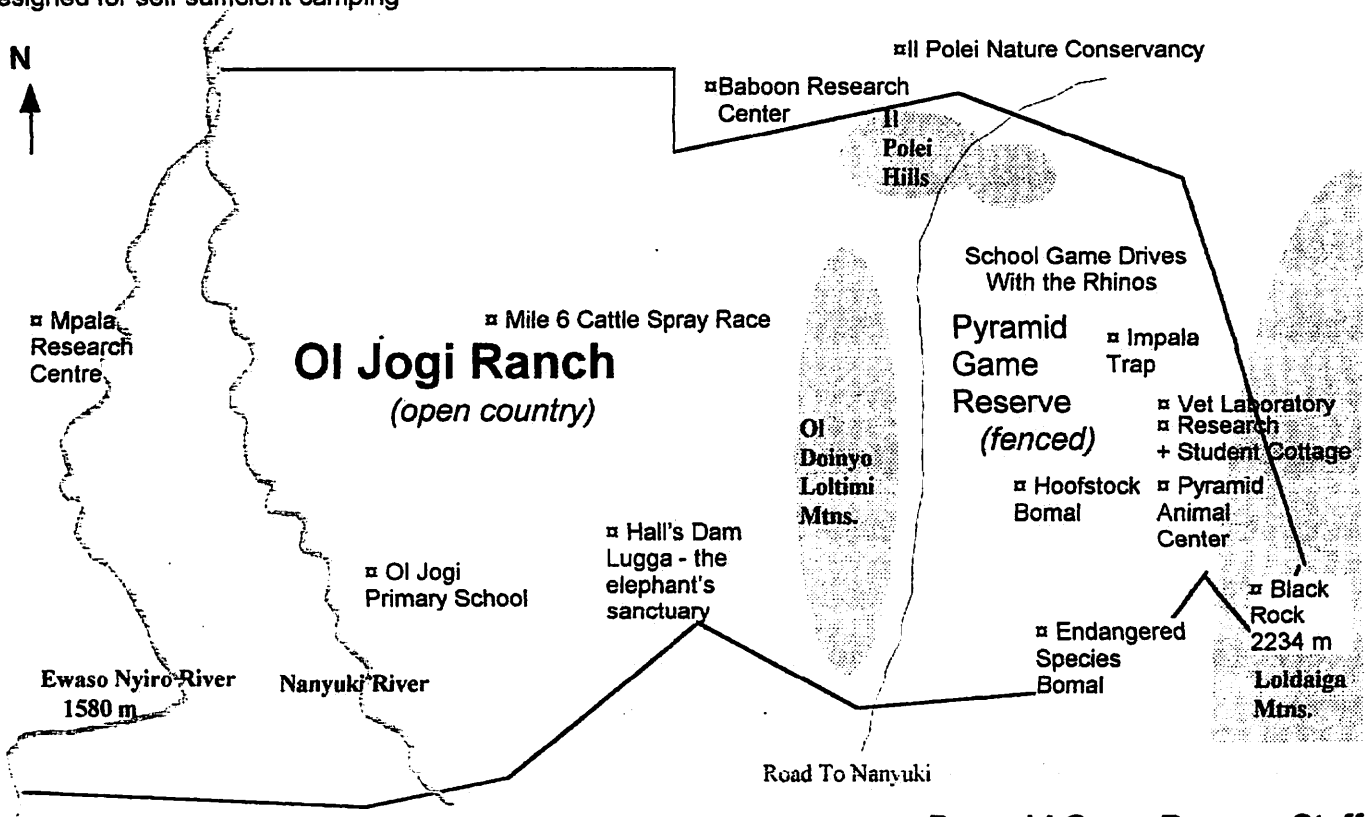 designed for self sufficient camping
N
¤Il Polei Nature Conservancy
¤Baboon Research
Center
Il
Polei
Hills
School Game Drives
With the Rhinos
¤ Mpala
Research
Centre
¤ Mile 6 Cattle Spray Race
Ol Jogi Ranch
(open country)
Pyramid
Game
Reserve
(fenced)
¤ Impala
Trap
¤ Vet Laboratory
¤ Research
+ Student Cottage
Ol
Doinyo
Loltimi
Mtns.
¤ Hoofstock
Bomal
¤ Pyramid
Animal
Center
¤ Hall's Dam
Lugga - the
elephant's
sanctuary
¤ Ol Jogi
Primary School
¤ Black
Rock
2234 m
¤ Endangered
Species
Bomal
Ewaso Nyiro River
1580 m
Nanyuki River
Loldaiga
Mtns.
Road To Nanyuki
Game Reserve Staff